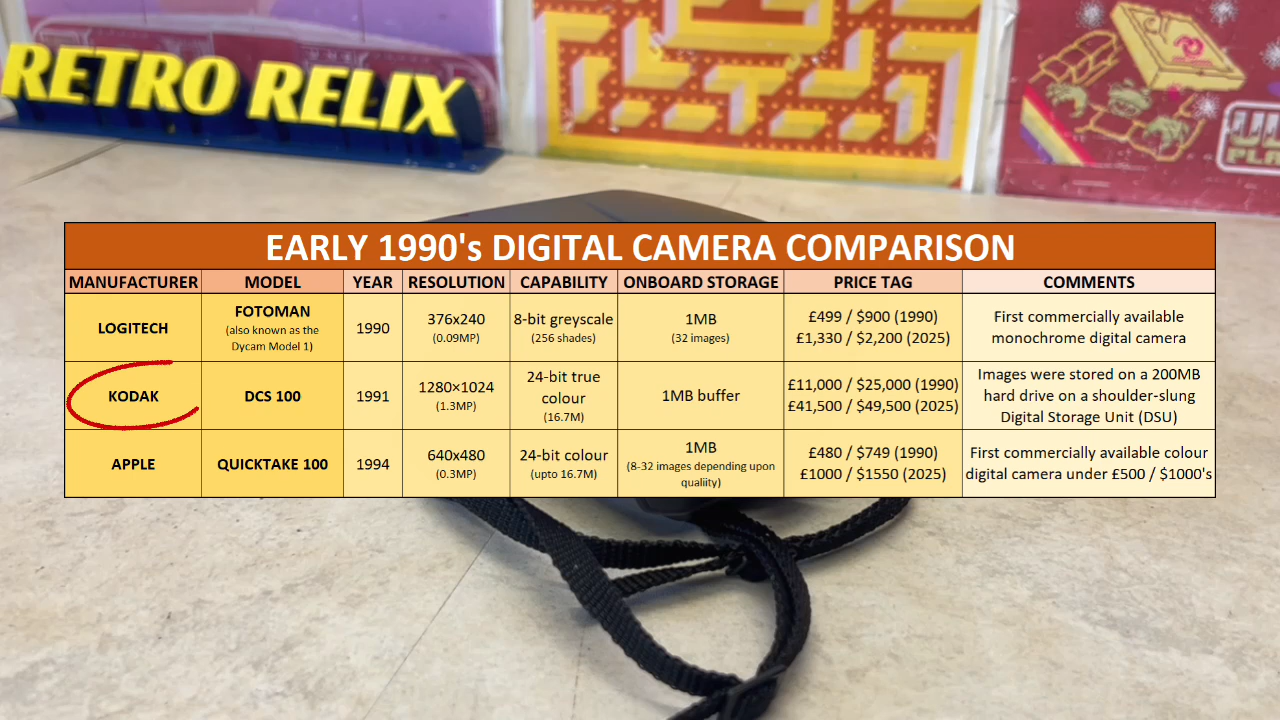 RETRO RELIX
EARLY 1990's DIGITAL CAMERA COMPARISON
MANUFACTURER MODEL YEAR RESOLUTION CAPABILITY ONBOARD STORAGE PRICE TAG COMMENTS
LOGITECH
FOTOMAN
(also known as the
Dycam Model 1)
1990
376x240
(0.09MP)
8-bit greyscale
(256 shades)
1MB
(32 images)
£499 / $900 (1990)
£1,330 / $2,200 (2025)
First commercially available
monochrome digital camera
KODAK
DCS 100
1991
1280×1024
(1.3MP)
24-bit true
colour
(16.7M)
1MB buffer
£11,000 / $25,000 (1990)
£41,500 / $49,500 (2025)
Images were stored on a 200MB
hard drive on a shoulder-slung
Digital Storage Unit (DSU)
APPLE
QUICKTAKE 100
1994
640x480
(0.3MP)
24-bit colour
(upto 16.7M)
1MB
(8-32 images depending upon
qualiity)
£480 / $749 (1990)
£1000 / $1550 (2025)
First commercially available colour
digital camera under £500 / $1000's